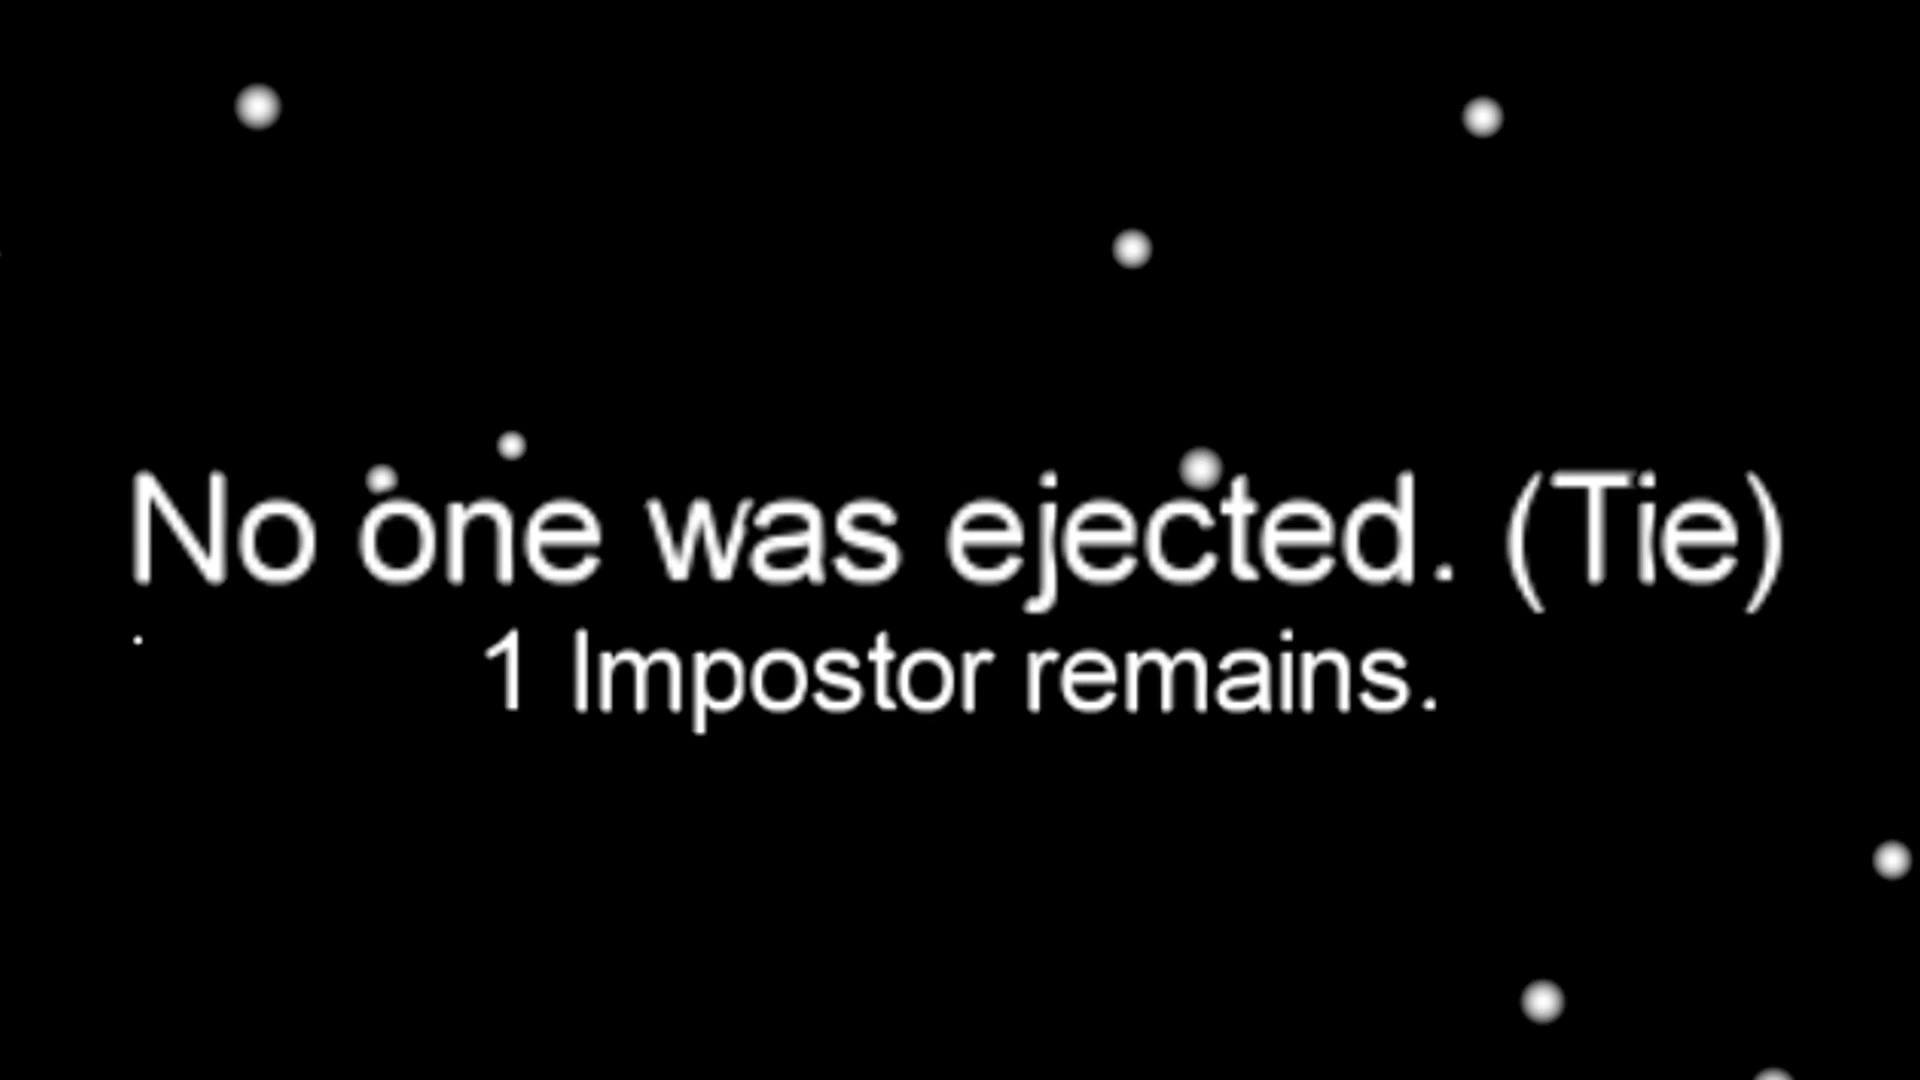 No one was ejected. (Tie)
1 Impostor remains.